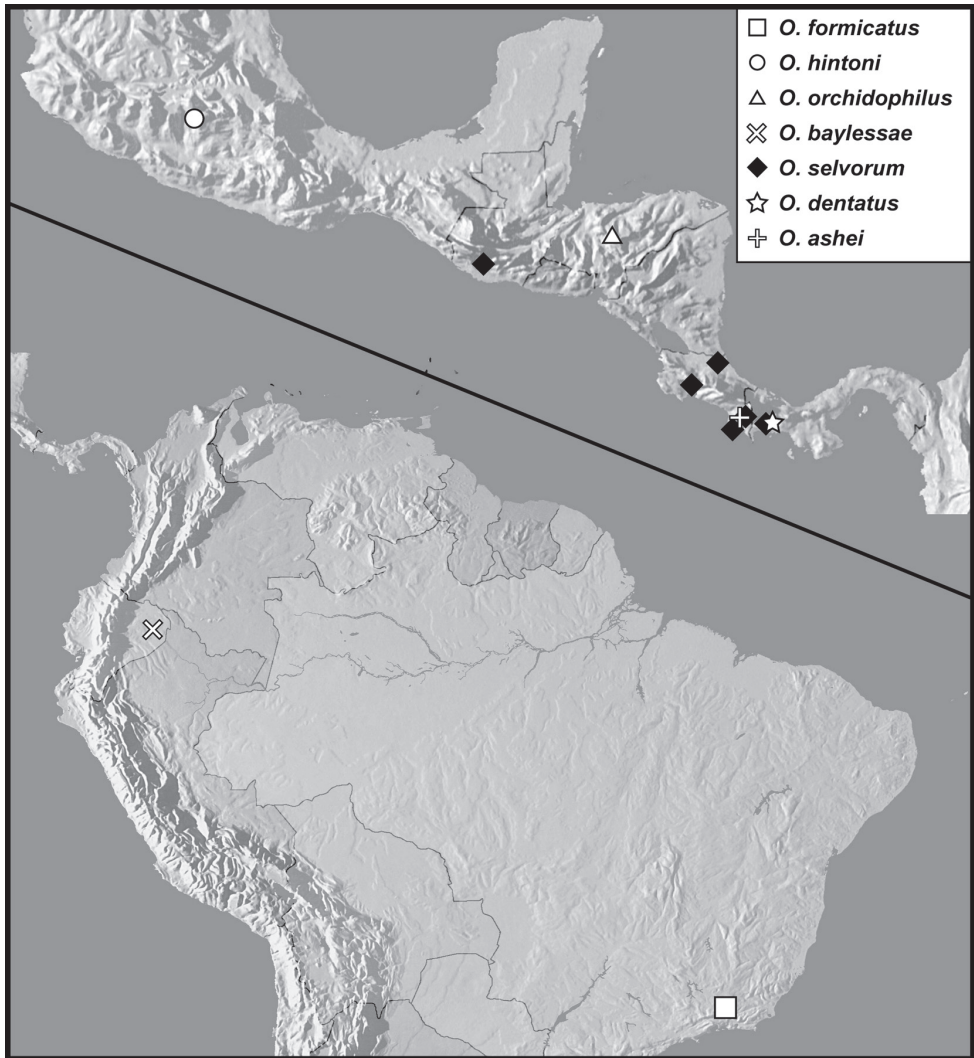 O. formicatus
O. hintoni
O. orchidophilus
O. baylessae
O. selvorum
O. dentatus
O. ashei